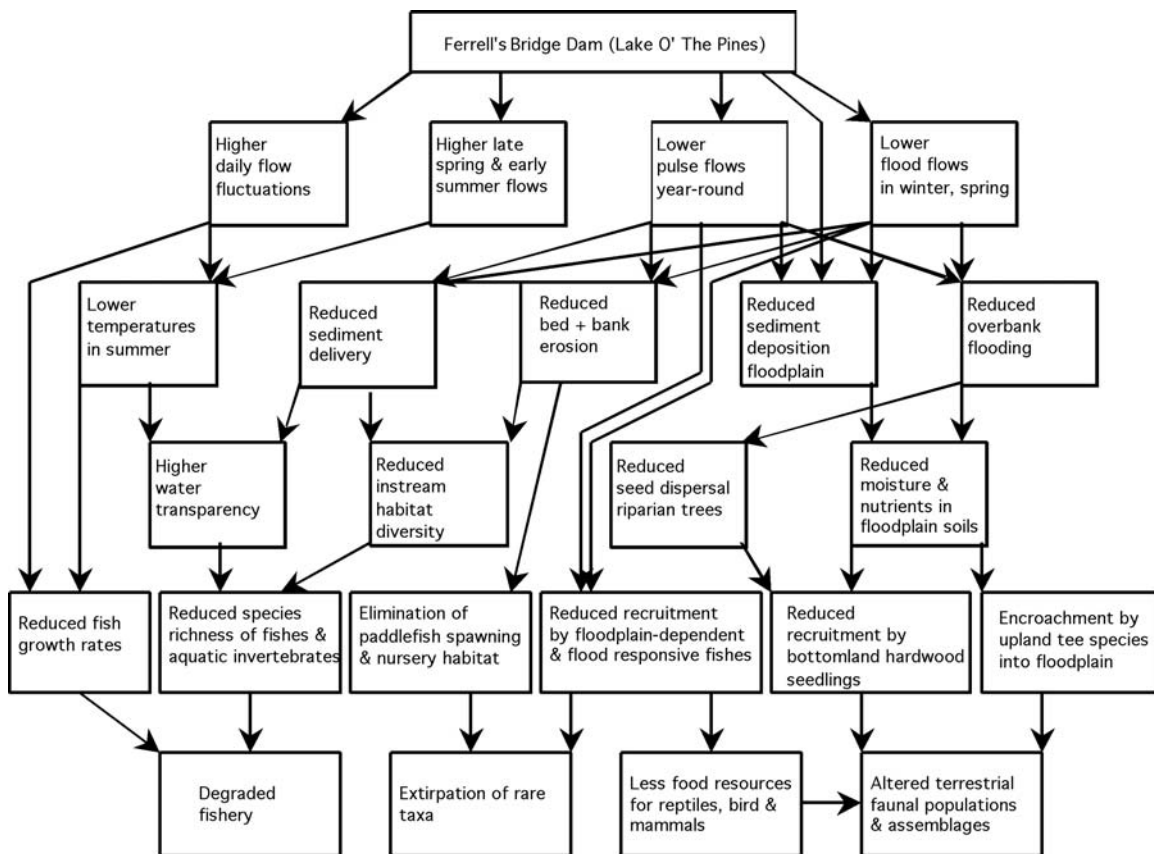 Ferrell's Bridge Dam (Lake O' The Pines)
Higher
daily flow
fluctuations
Higher late
spring & early
summer flows
Lower
pulse flows
year-round
Lower
flood flows
in winter, spring
Lower
temperatures
in summer
Reduced
sediment
delivery
Reduced
bed + bank
erosion
Reduced
sediment
deposition
floodplain
Reduced
overbank
flooding
Higher
water
transparency
Reduced
instream
habitat
diversity
Reduced
seed dispersal
riparian trees
Reduced
moisture &
nutrients in
floodplain soils
Reduced fish
growth rates
Reduced species
richness of fishes &
aquatic invertebrates
Elimination of
paddlefish spawning
& nursery habitat
Reduced recruitment
by floodplain-dependent
& flood responsive fishes
Reduced
recruitment by
bottomland hardwood
seedlings
Encroachment by
upland tee species
into floodplain
Degraded
fishery
Extirpation of rare
taxa
Less food resources
for reptiles, bird &
mammals
Altered terrestrial
faunal populations
& assemblages